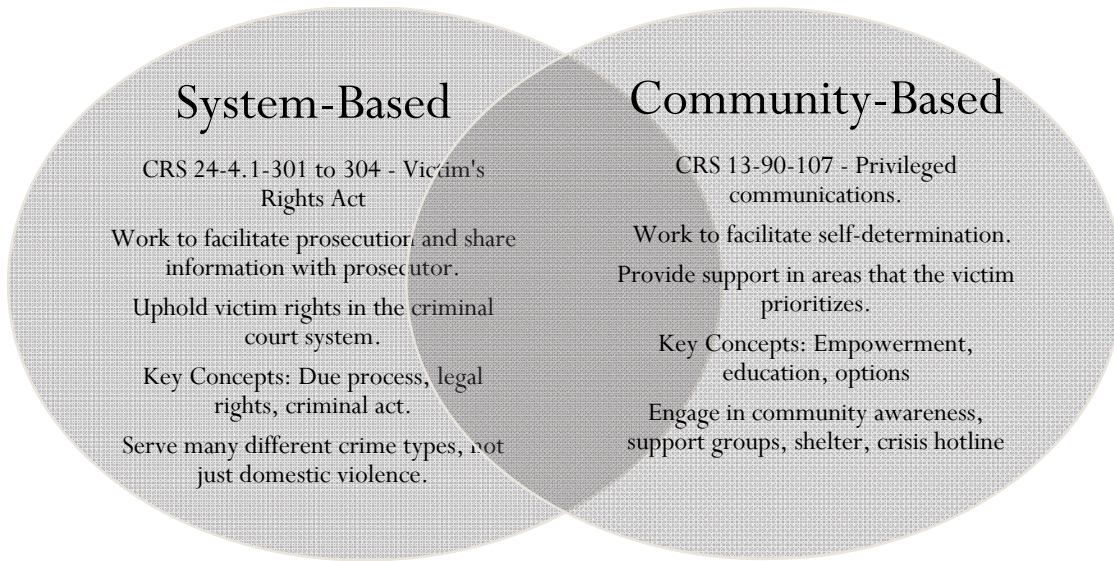 System-Based
CRS 24-4.1-301 to 304 - Victim's
Rights Act
Work to facilitate prosecution and share
information with prosecutor.
Uphold victim rights in the criminal
court system.
Key Concepts: Due process, legal
rights, criminal act.
Serve many different crime types, not
just domestic violence.
Community-Based
CRS 13-90-107 - Privileged
communications.
Work to facilitate self-determination.
Provide support in areas that the victim
prioritizes.
Key Concepts: Empowerment,
education, options
Engage in community awareness,
support groups, shelter, crisis hotline